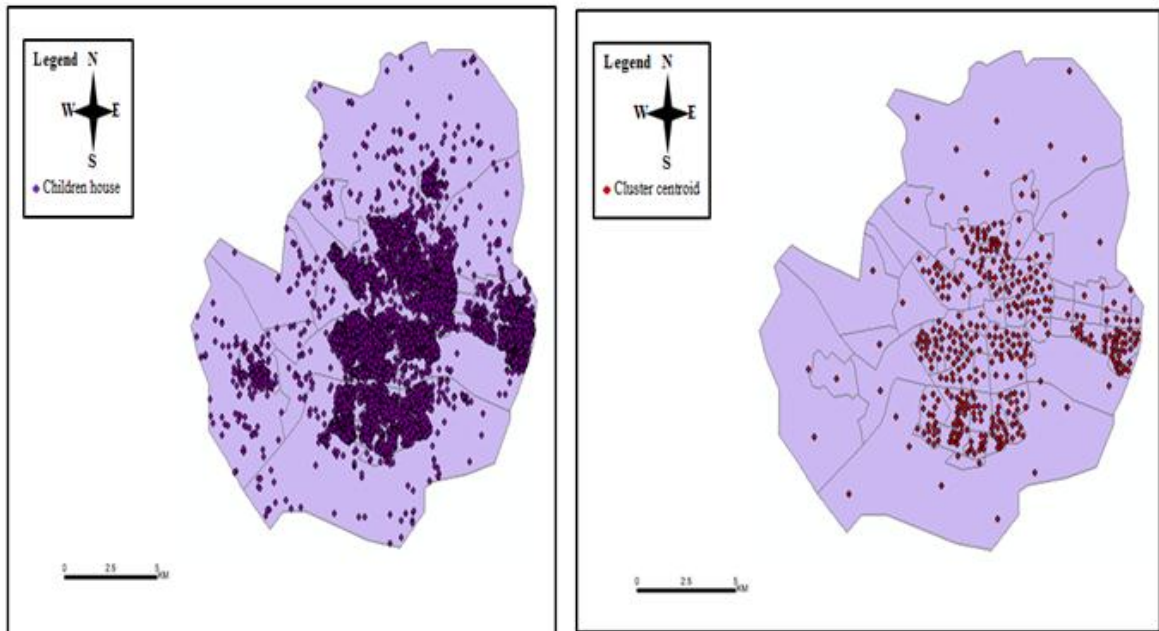 Legend N
W E
S
Children house
0 2.5 5
KM
Legend N
W E
S
Cluster centroid
0 2.5 5
KM